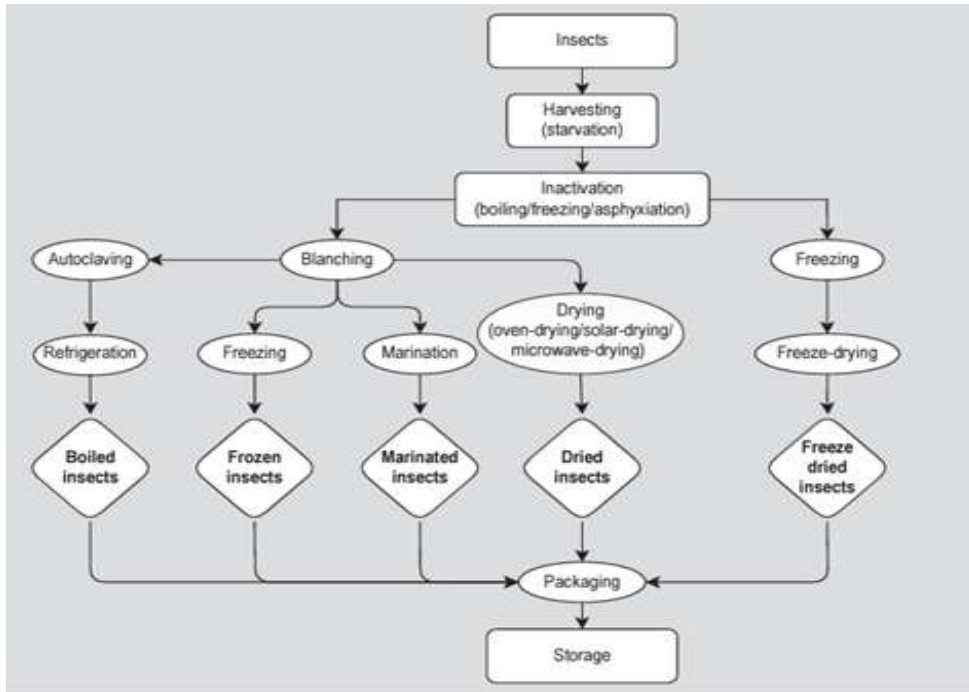 Insects
Harvesting
(starvation)
Inactivation
(boiling/freezing/asphyxiation)
Autoclaving
Blanching
Freezing
Drying
(oven-drying/solar-drying/
microwave-drying)
Refrigeration
Freezing
Marination
Freeze-drying
Boiled
insects
Frozen
insects
Marinated
insects
Dried
insects
Freeze
dried
insects
Packaging
Storage